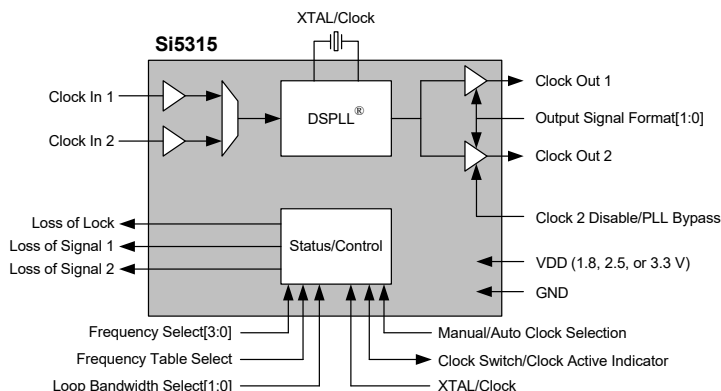 XTAL/Clock
Si5315
Clock In 1
Clock In 2
DSPLL®
Clock Out 1
Output Signal Format[1:0]
Clock Out 2
Clock 2 Disable/PLL Bypass
Loss of Lock
Loss of Signal 1
Loss of Signal 2
Status/Control
VDD (1.8, 2.5, or 3.3 V)
GND
Frequency Select[3:0]
Manual/Auto Clock Selection
Frequency Table Select
Clock Switch/Clock Active Indicator
Loop Bandwidth Select[1:0]
XTAL/Clock